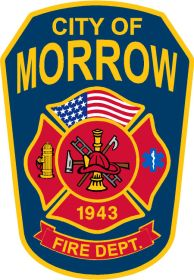 CITY OF
MORROW
1943
FIRE DEPT.